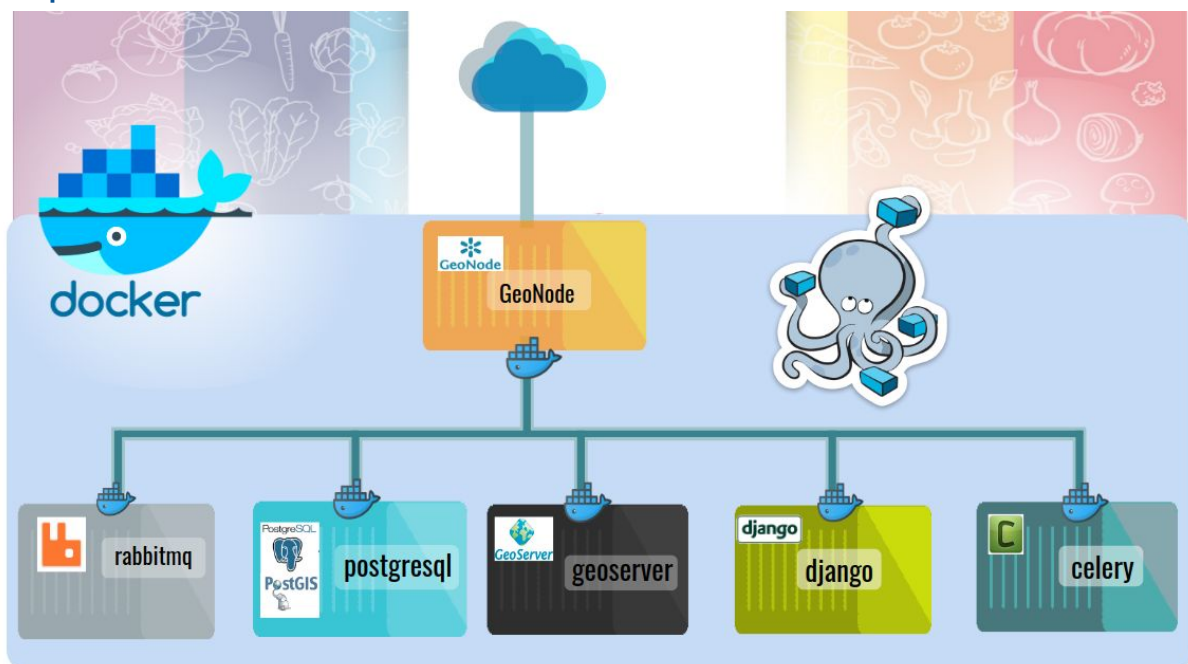 docker
GeoNode
GeoNode
rabbitmq
PostgreSQL
PostGIS
postgresql
GeoServer
geoserver
django
django
C
celery